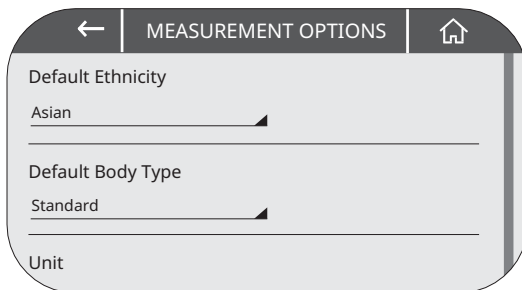 MEASUREMENT OPTIONS
Default Ethnicity
Asian
Default Body Type
Standard
Unit